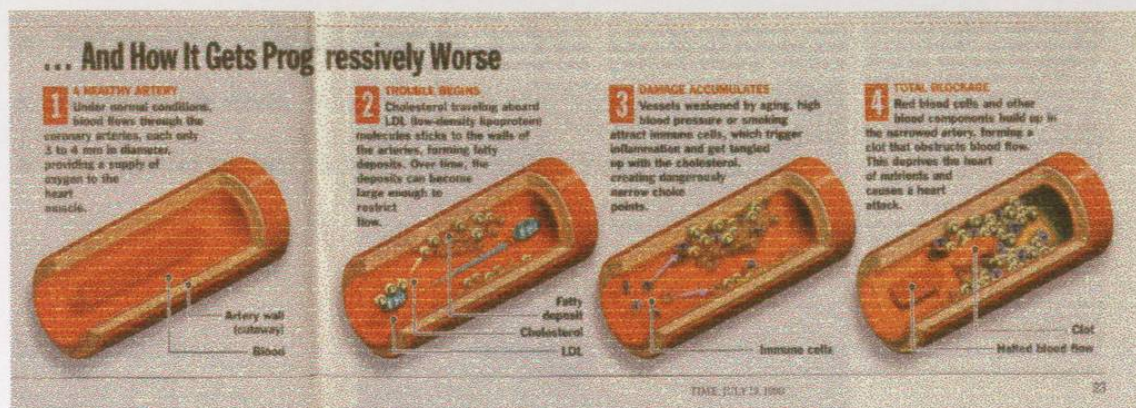 ... And How It Gets Progressively Worse
1 A HEALTHY ARTERY
Under normal conditions,
blood flows through the
coronary arteries, each only
3 to 4 mm in diameter,
providing a supply of
oxygen to the
heart
muscle.
Artery wall
(cutaway)
Blood
2 TROUBLE BEGINS
Cholesterol traveling aboard
LDL (low-density lipoprotein)
molecules sticks to the walls of
the arteries, forming fatty
deposits. Over time, the
deposits can become
large enough to
restrict
flow.
Fatty
deposit
Cholesterol
LDL
3 DAMAGE ACCUMULATES
Vessels weakened by aging, high
blood pressure or smoking
attract immune cells, which trigger
inflammation and get tangled
up with the cholesterol,
creating dangerously
narrow choke
points.
Immune cells
4 TOTAL BLOCKAGE
Red blood cells and other
blood components build up in
the narrowed artery, forming a
clot that obstructs blood flow.
This deprives the heart
of nutrients and
causes a heart
attack.
Clot
Halted blood flow
TIME, JULY 19,